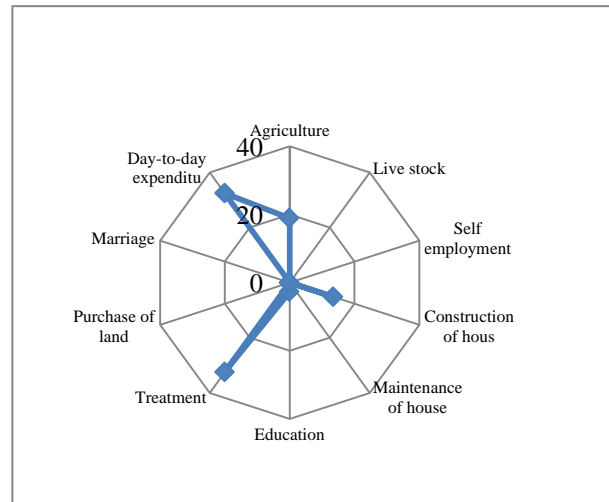 Agriculture
40
Day-to-day
expenditu
Live stock
20
Marriage
Self
employment
0
Purchase of
land
Construction
of hous
Treatment
Maintenance
of house
Education